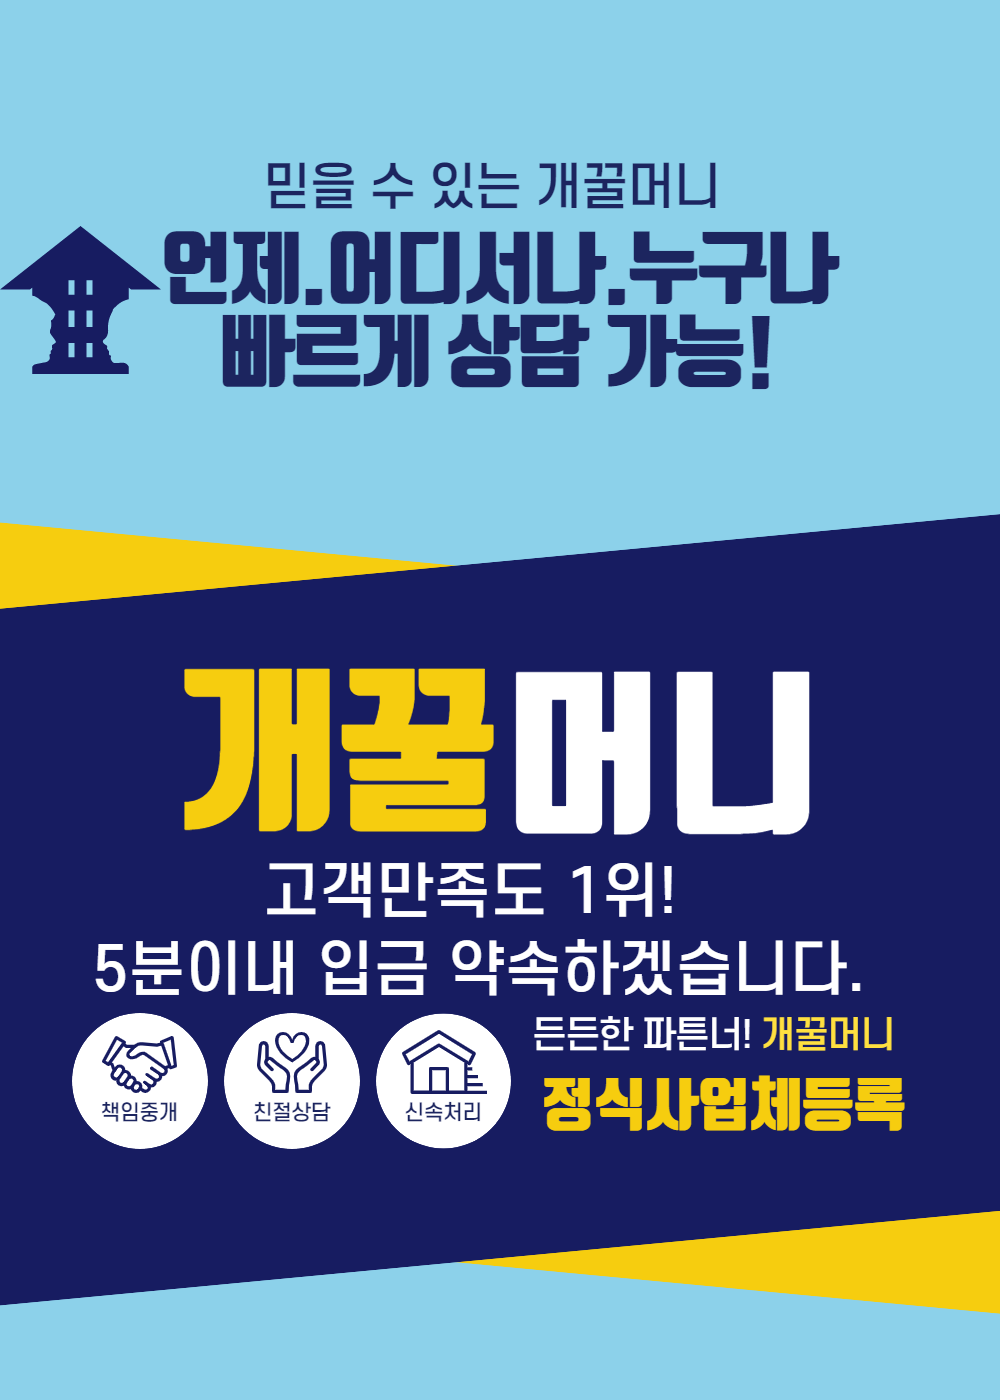 믿을 수 있는 개꿀머니
언제.어디서나.누구나
빠르게 상담 가능!
개꿀머니
고객만족도 1위!
5분이내 입금 약속하겠습니다.
든든한 파튼너! 개꿀머니
정식사업체등록
책임중개
친절상담
신속처리